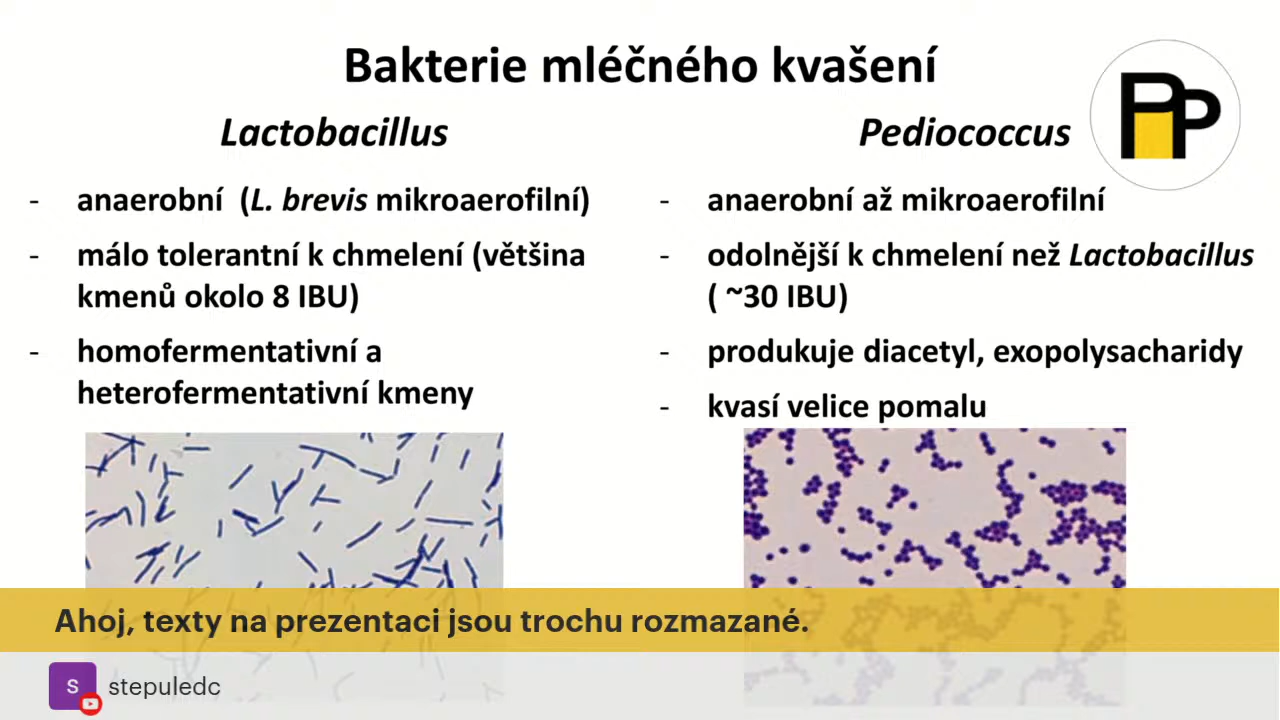 Bakterie mléčného kvašení
PiP
Lactobacillus
- anaerobní (L. brevis mikroaerofilní)
- málo tolerantní k chmelení (většina
kmenů okolo 8 IBU)
- homofermentativní a
heterofermentativní kmeny
Pediococcus
- anaerobní až mikroaerofilní
- odolnější k chmelení než Lactobacillus
( ~30 IBU)
- produkuje diacetyl, exopolysacharidy
- kvasí velice pomalu
Ahoj, texty na prezentaci jsou trochu rozmazané.
S
stepuledc